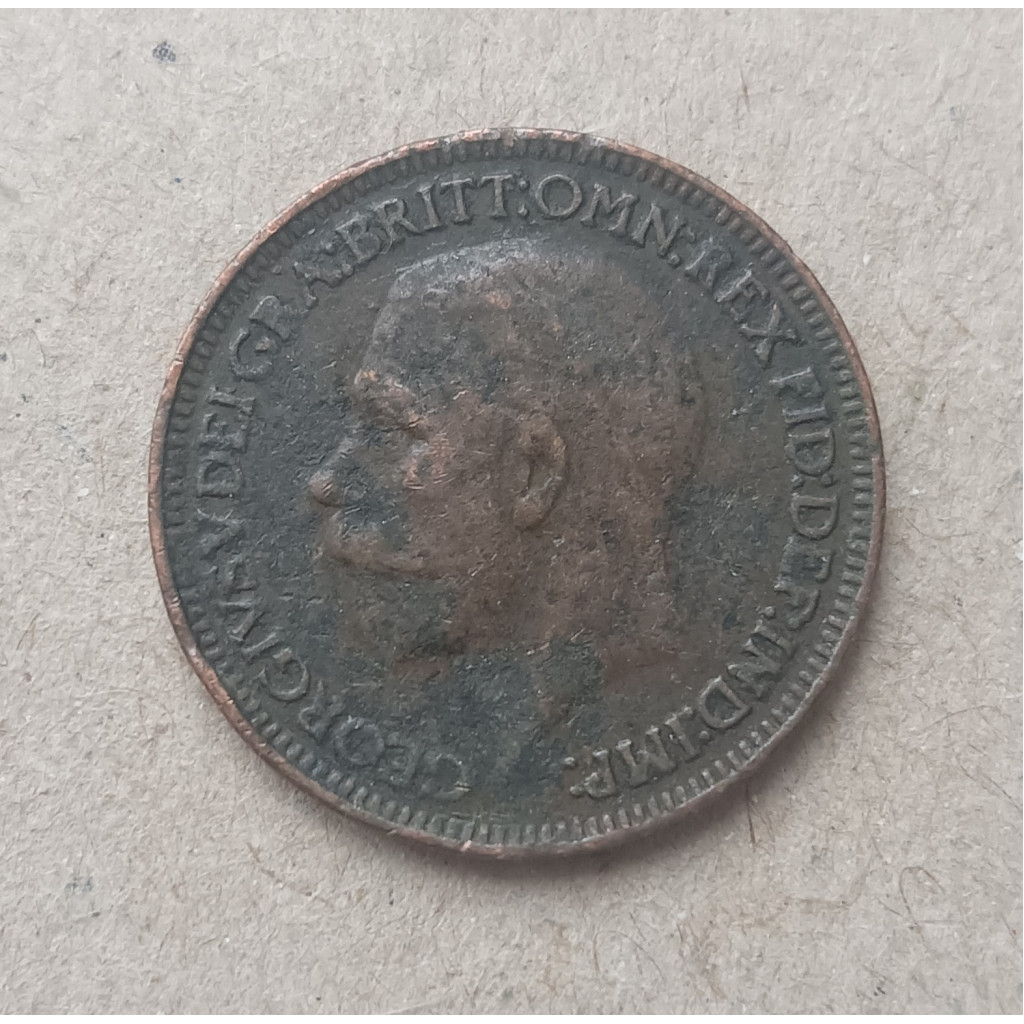 GEORGIVS V DEI GRA: BRITT: OMN: REX FID: DEF: IND: IMP: